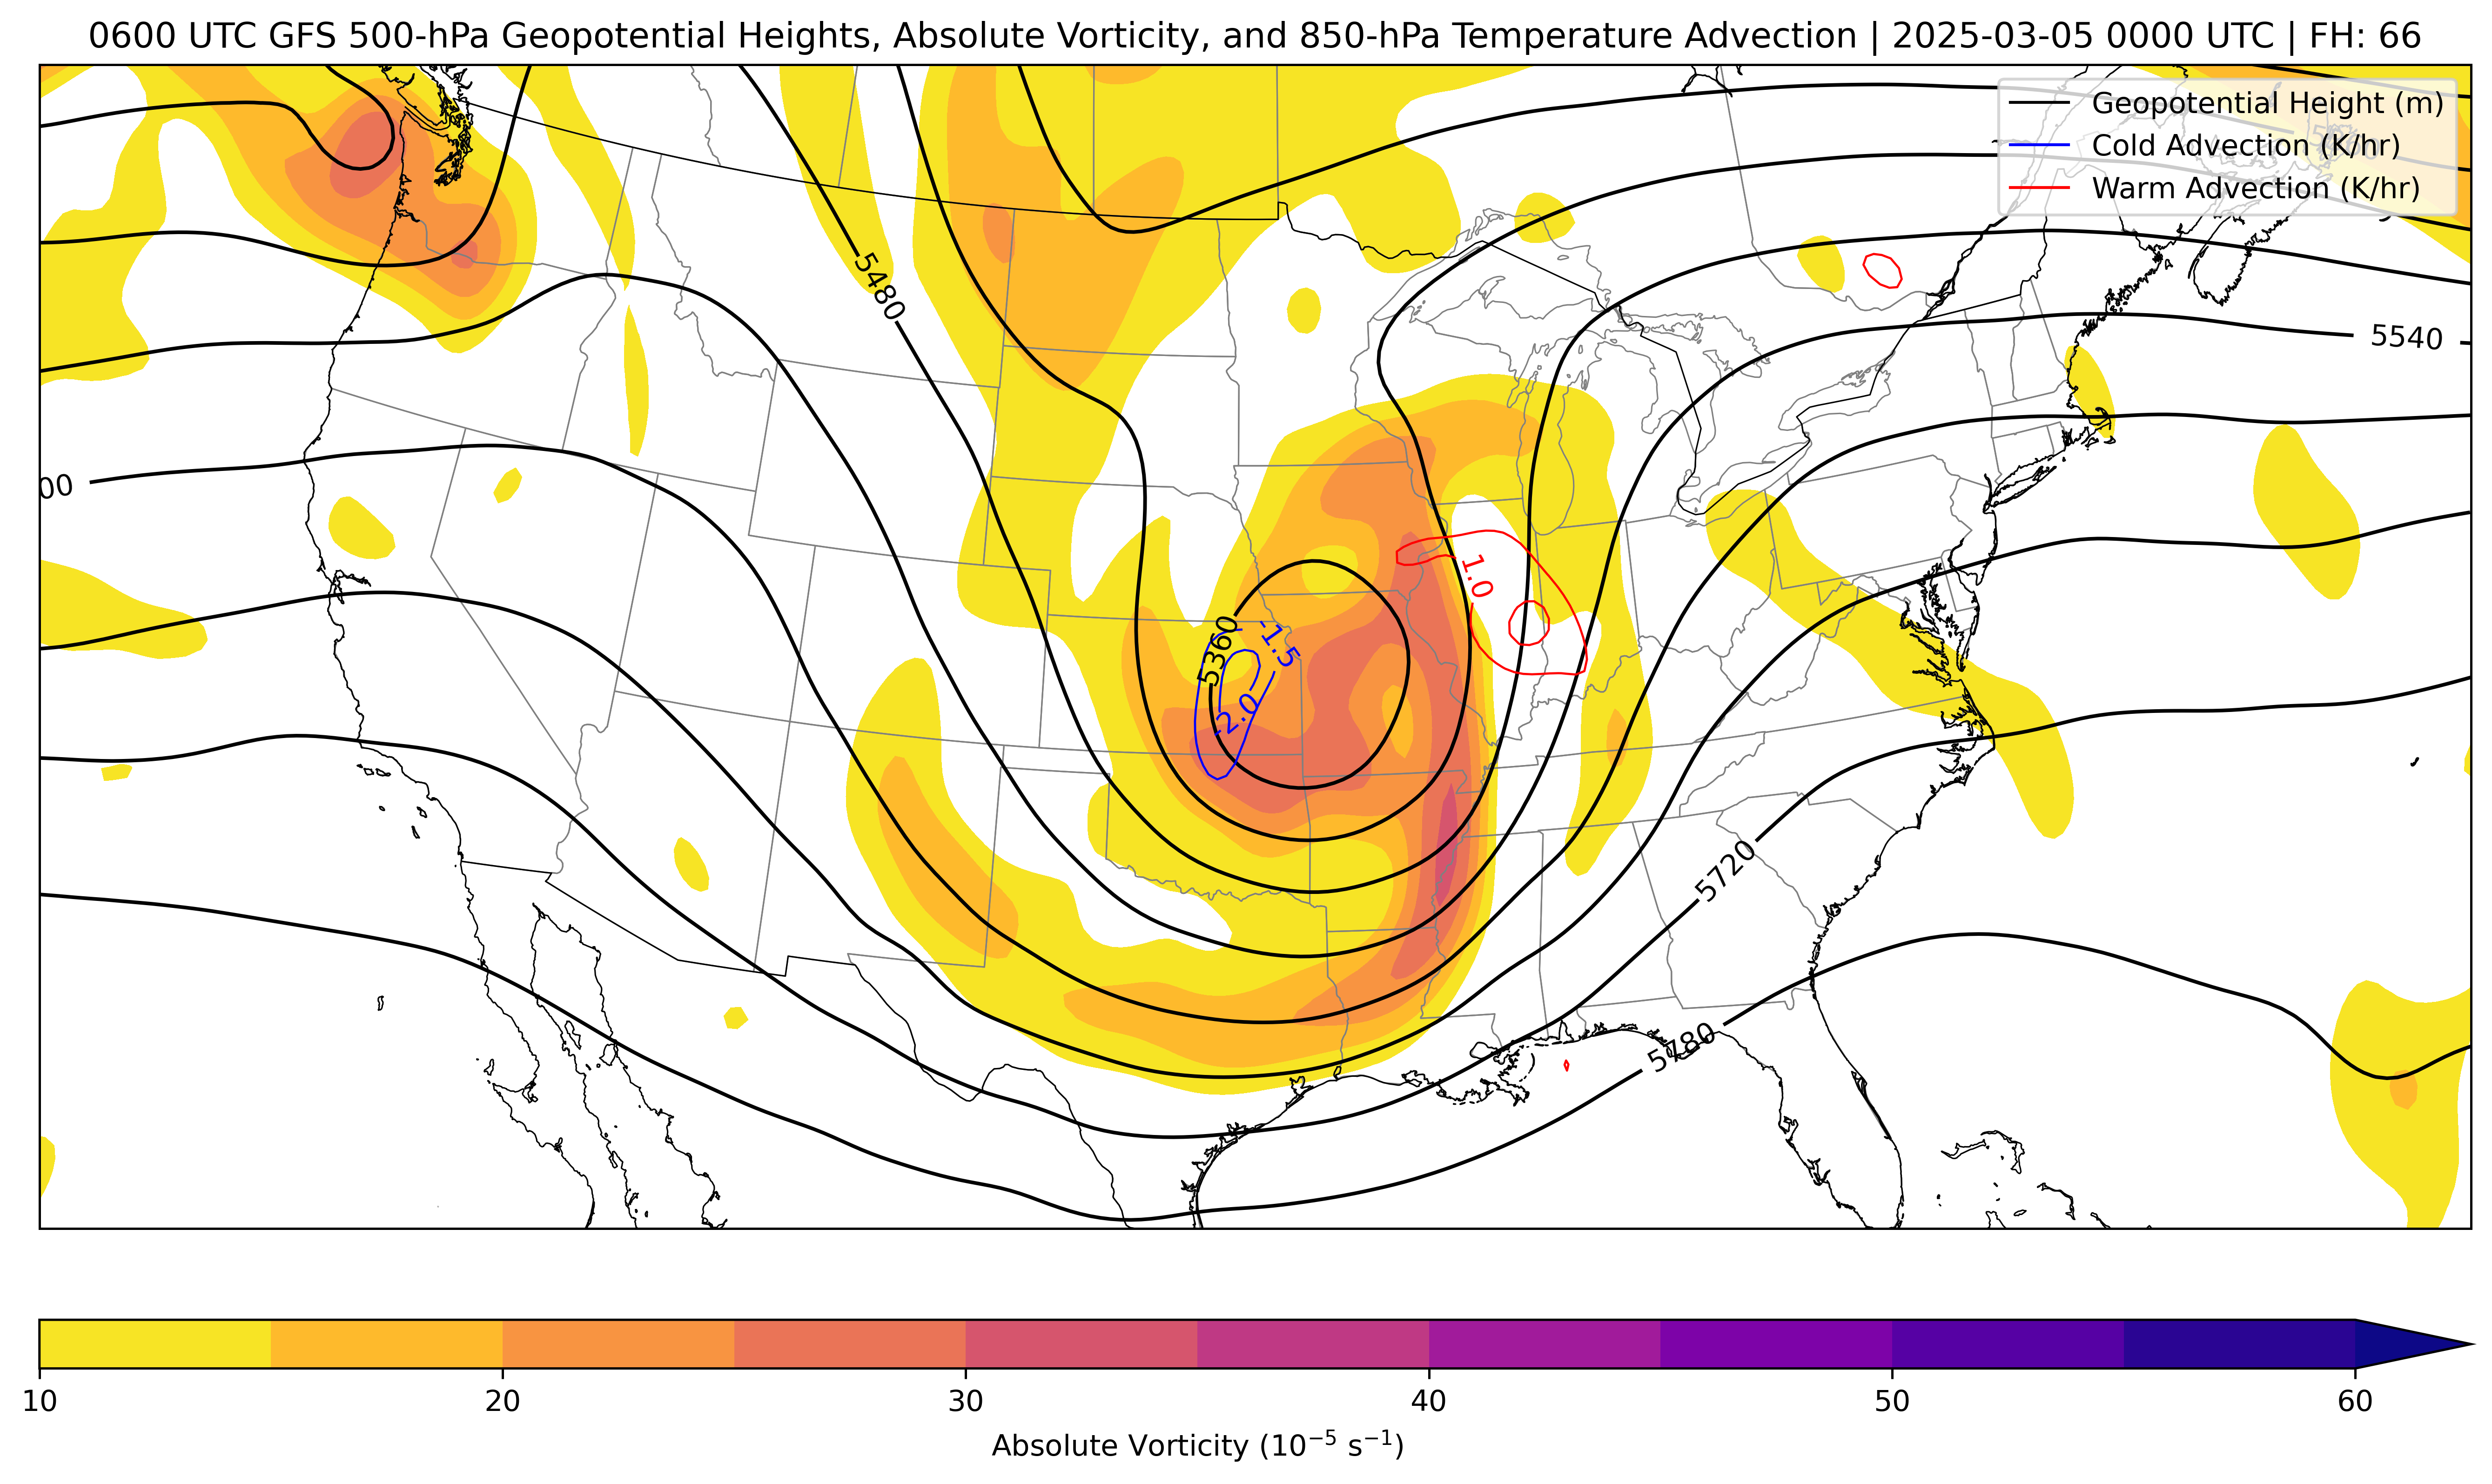 0600 UTC GFS 500-hPa Geopotential Heights, Absolute Vorticity, and 850-hPa Temperature Advection | 2025-03-05 0000 UTC | FH: 66
Geopotential Height (m)
Cold Advection (K/hr)
Warm Advection (K/hr)
5480
5540
00
1.0
5360
-1.5
-2.0
5720
5780
10 20 30 40 50 60
Absolute Vorticity (10⁻⁵ s⁻¹)